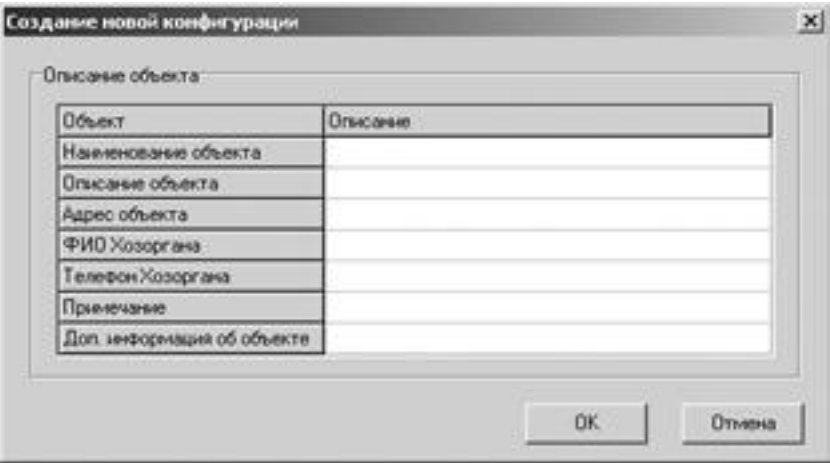 Создание новой конфигурации
Описание объекта
Объект Описание
Наименование объекта
Описание объекта
Адрес объекта
ФИО Хозоргана
Телефон Хозоргана
Примечание
Доп. информация об объекте
OK Отмена